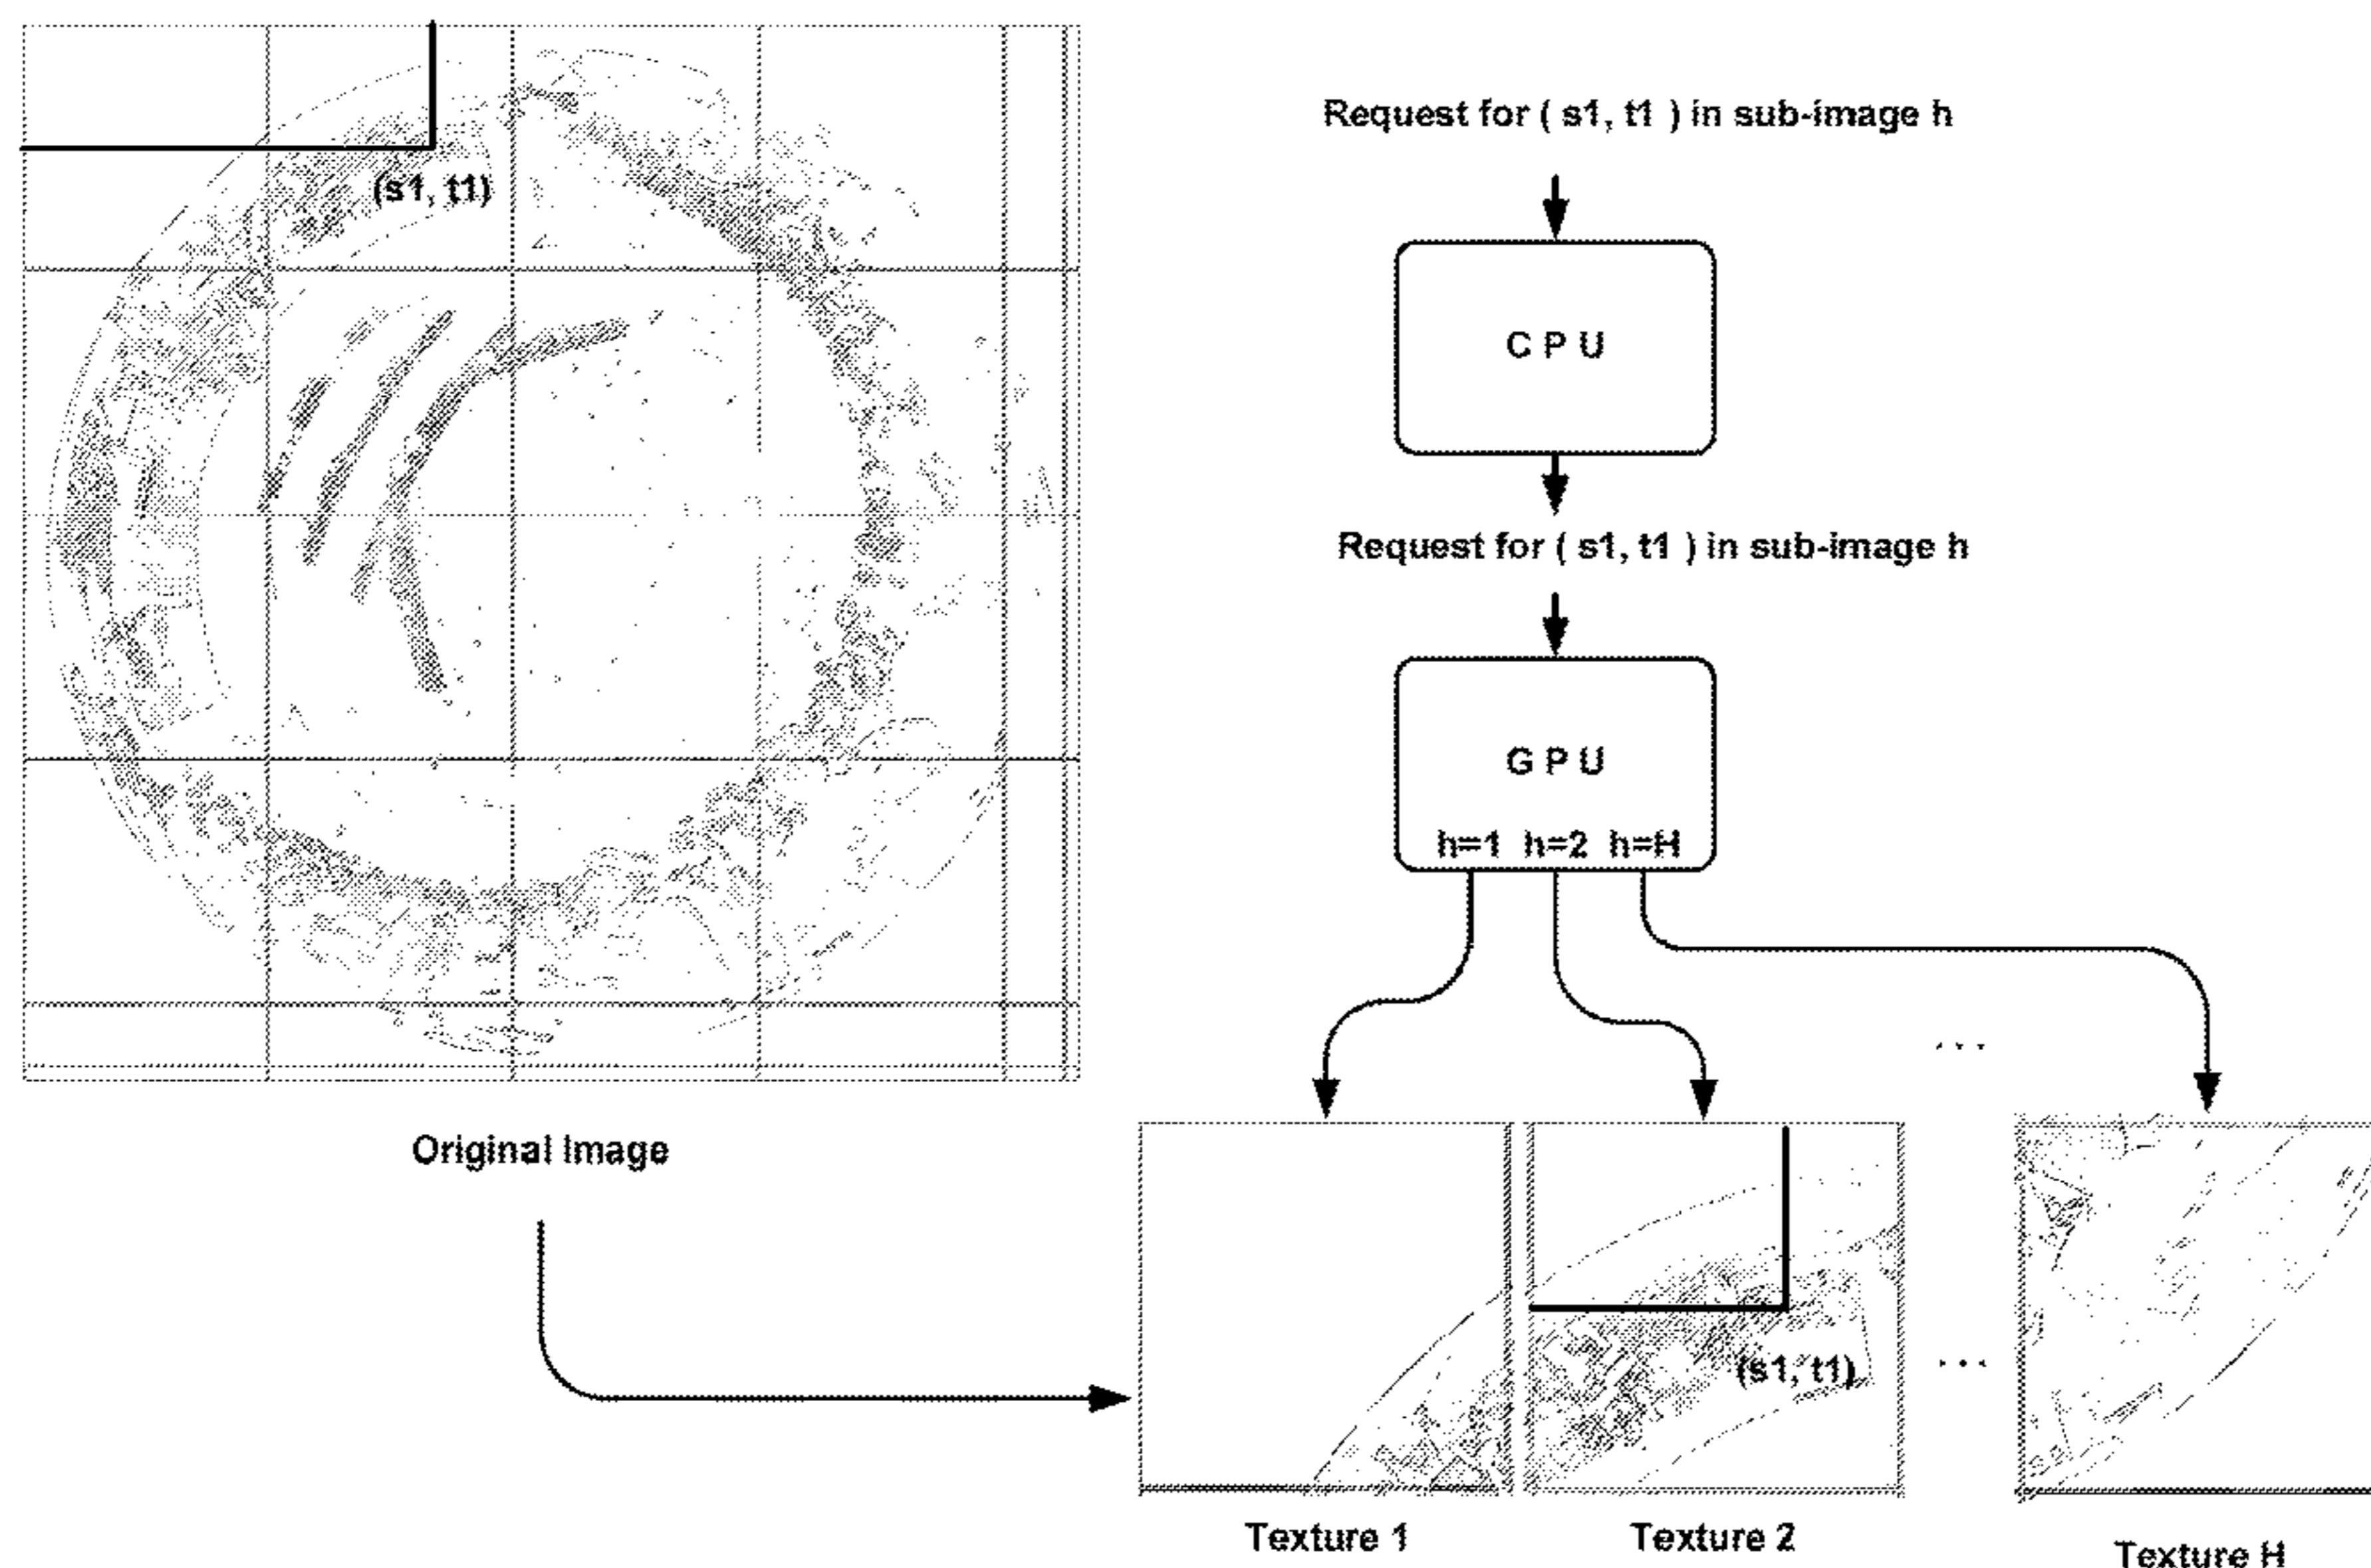 (s1, t1)
Original Image
Request for ( s1, t1 ) in sub-image h
C P U
Request for ( s1, t1 ) in sub-image h
G P U
h=1 h=2 h=H
. . .
(s1, t1)
. . .
Texture 1
Texture 2
Texture H